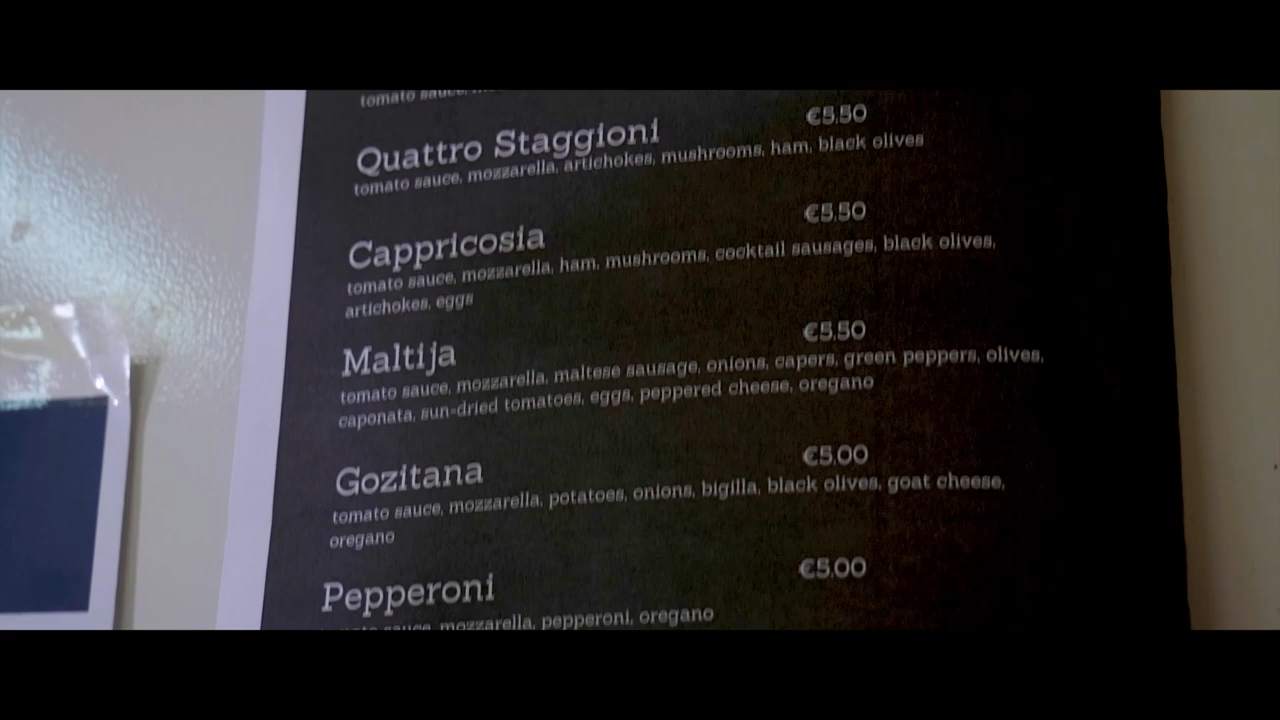 tomato sauce,
Quattro Staggioni €5.50
tomato sauce, mozzarella, artichokes, mushrooms, ham, black olives
Cappricosia €5.50
tomato sauce, mozzarella, ham, mushrooms, cocktail sausages, black olives,
artichokes, eggs
Maltija €5.50
tomato sauce, mozzarella, maltese sausage, onions, capers, green peppers, olives,
caponata, sun-dried tomatoes, eggs, peppered cheese, oregano
Gozitana €5.00
tomato sauce, mozzarella, potatoes, onions, bigilla, black olives, goat cheese,
oregano
Pepperoni €5.00
tomato sauce, mozzarella, pepperoni, oregano